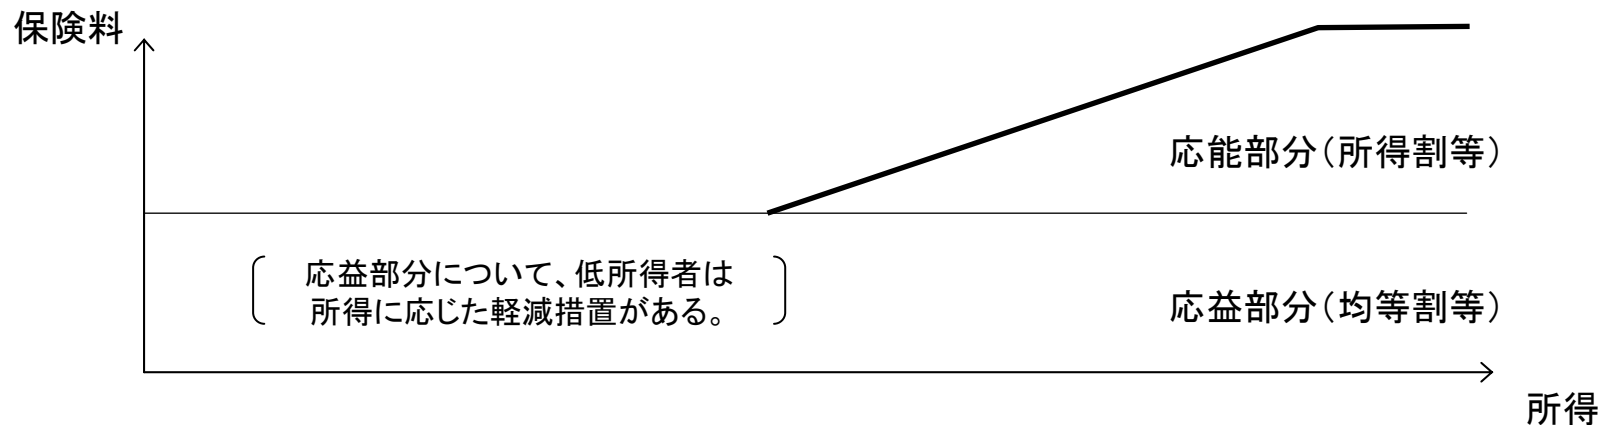 保険料
応能部分(所得割等)
応益部分について、低所得者は
所得に応じた軽減措置がある。
応益部分(均等割等)
所得